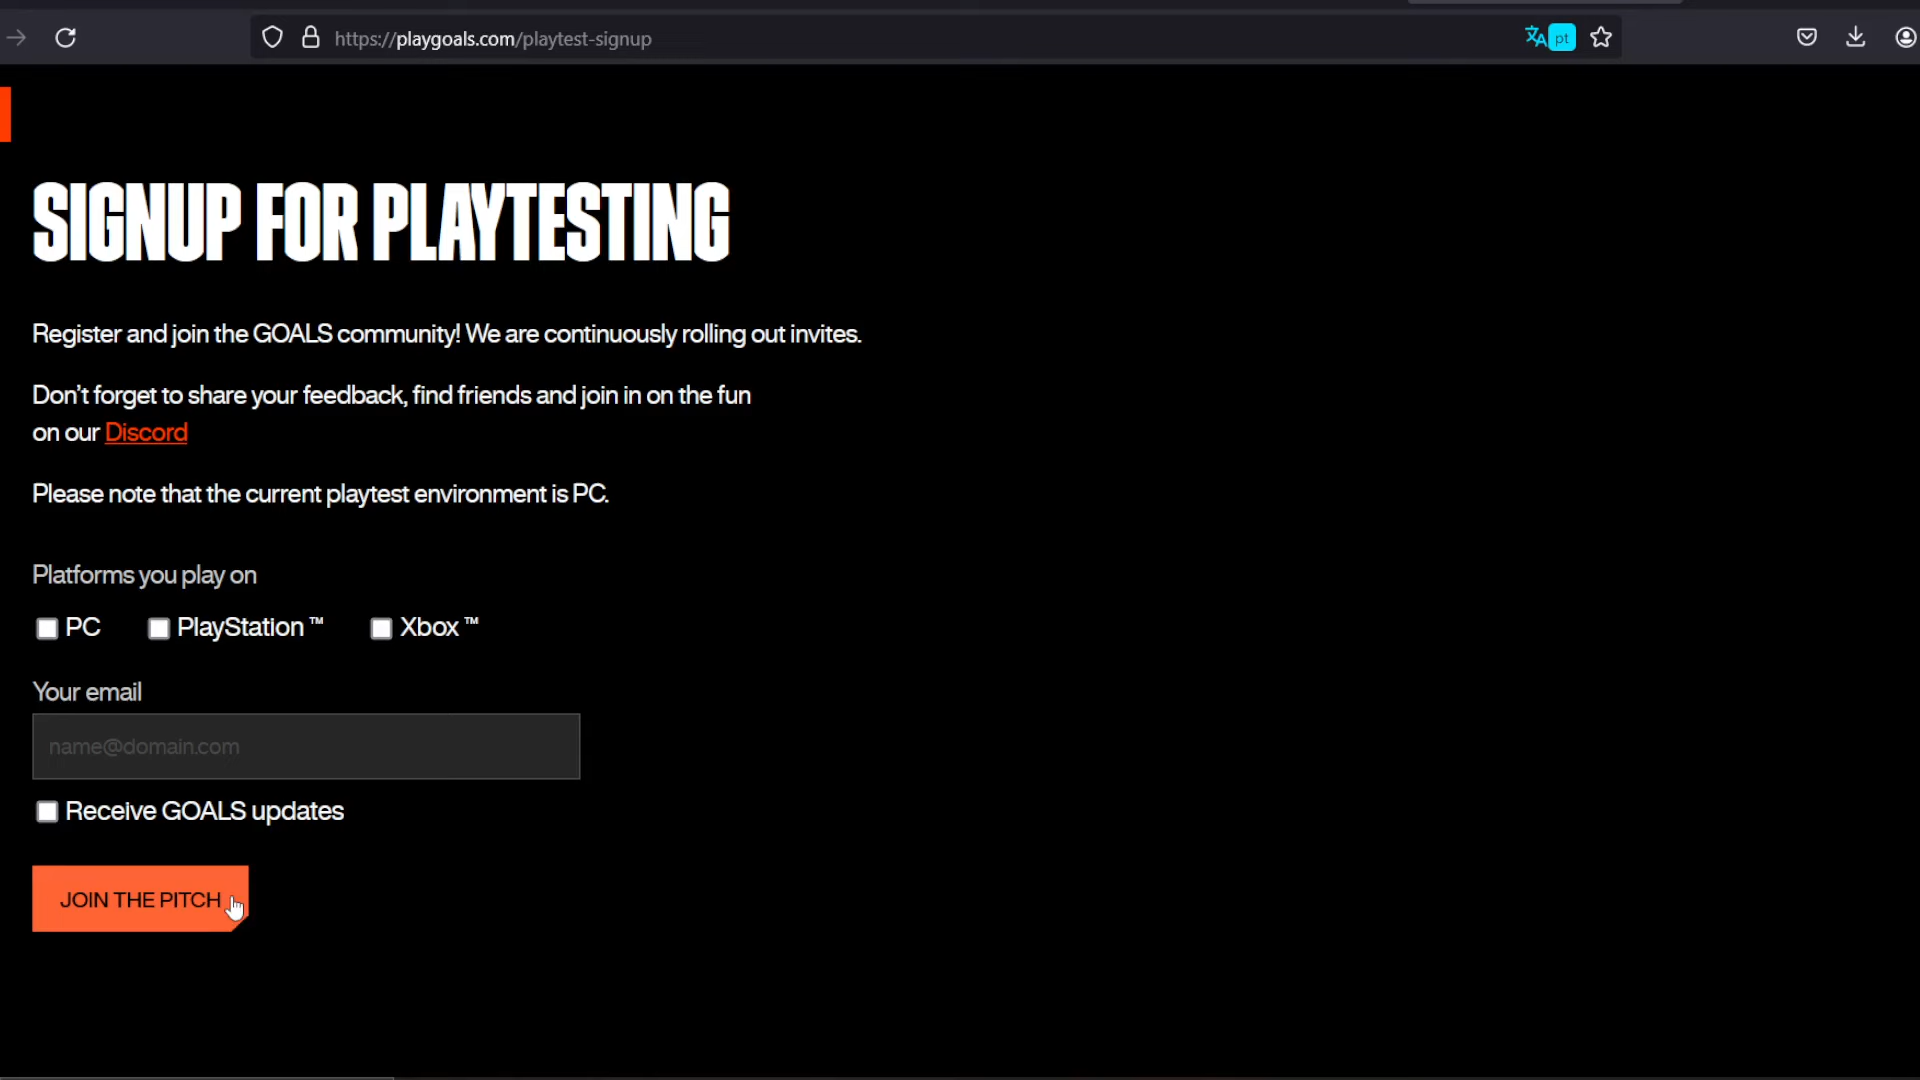 https://playgoals.com/playtest-signup
pt
SIGNUP FOR PLAYTESTING
Register and join the GOALS community! We are continuously rolling out invites.
Don’t forget to share your feedback, find friends and join in on the fun
on our Discord
Please note that the current playtest environment is PC.
Platforms you play on
PC PlayStation ™ Xbox ™
Your email
name@domain.com
Receive GOALS updates
JOIN THE PITCH